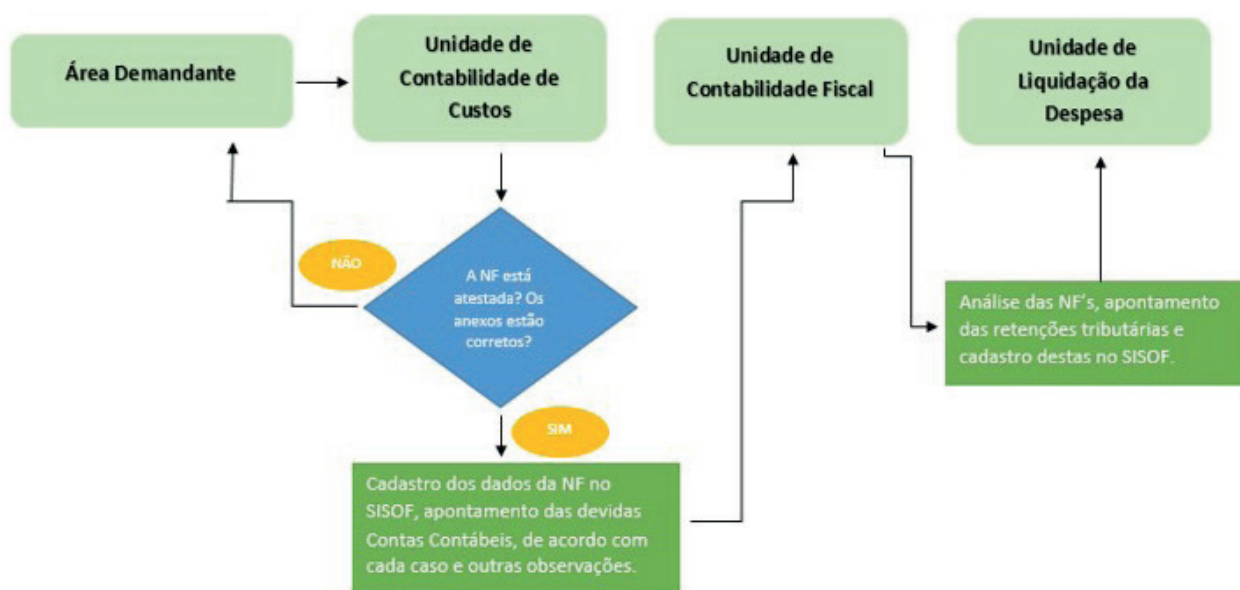 Área Demandante
Unidade de
Contabilidade de
Custos
Unidade de
Contabilidade Fiscal
Unidade de
Liquidação da
Despesa
NÃO
A NF está
atestada? Os
anexos estão
corretos?
SIM
Cadastro dos dados da NF no
SISOF, apontamento das devidas
Contas Contábeis, de acordo com
cada caso e outras observações.
Análise das NF's, apontamento
das retenções tributárias e
cadastro destas no SISOF.